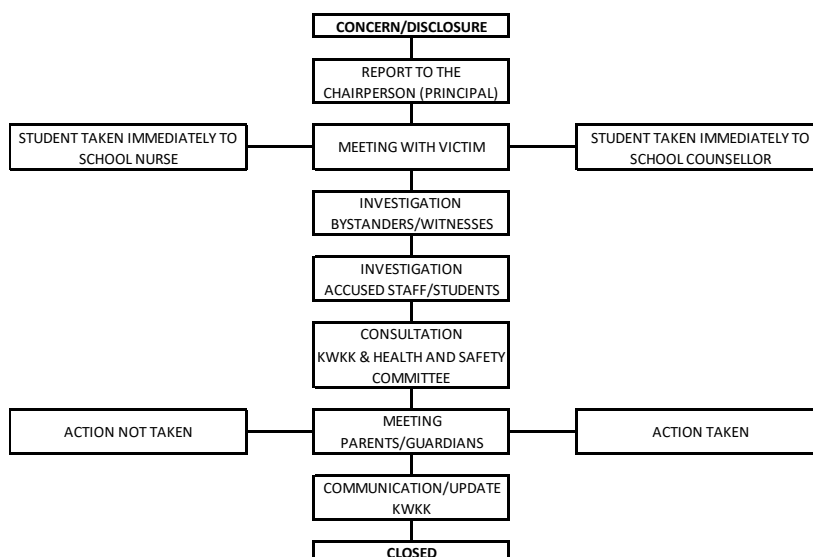 CONCERN/DISCLOSURE
REPORT TO THE
CHAIRPERSON (PRINCIPAL)
STUDENT TAKEN IMMEDIATELY TO
SCHOOL NURSE
MEETING WITH VICTIM
STUDENT TAKEN IMMEDIATELY TO
SCHOOL COUNSELLOR
INVESTIGATION
BYSTANDERS/WITNESSES
INVESTIGATION
ACCUSED STAFF/STUDENTS
CONSULTATION
KWKK & HEALTH AND SAFETY
COMMITTEE
ACTION NOT TAKEN
MEETING
PARENTS/GUARDIANS
ACTION TAKEN
COMMUNICATION/UPDATE
KWKK
CLOSED